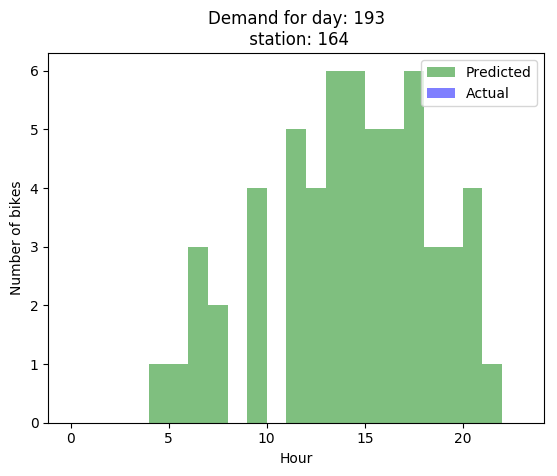 Demand for day: 193
station: 164
Predicted
Actual
6
5
4
3
2
1
0
Number of bikes
0 5 10 15 20
Hour